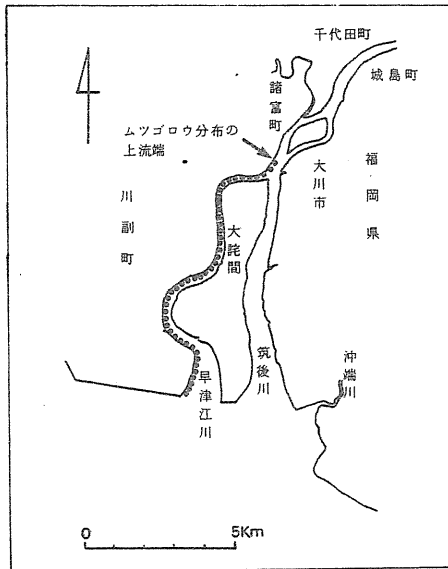 千代田町
城島町
諸富町
ムツゴロウ分布の
上流端
大川市
福岡県
川副町
大詫間
筑後川
沖端川
早津江川
0 5Km